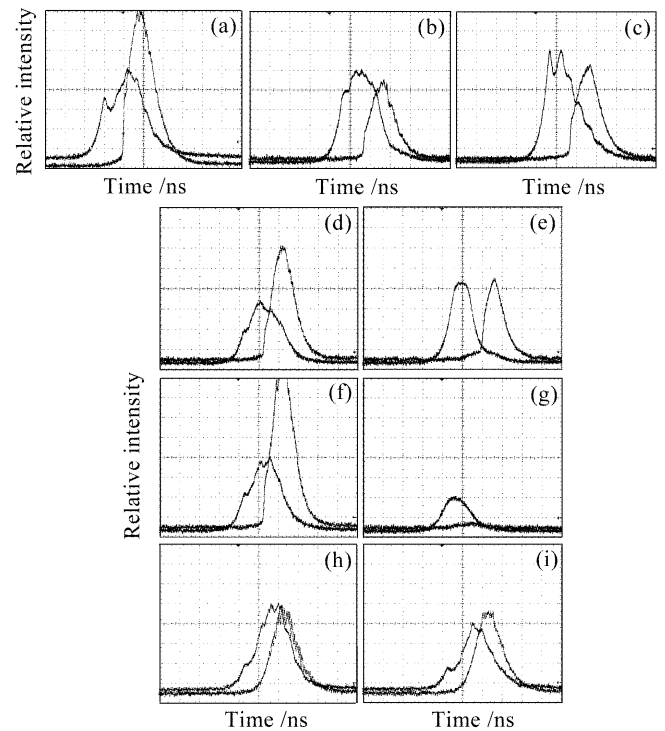 Relative intensity
(a)
(b)
(c)
Time /ns
Time /ns
Time /ns
Relative intensity
(d)
(e)
(f)
(g)
(h)
(i)
Time /ns
Time /ns